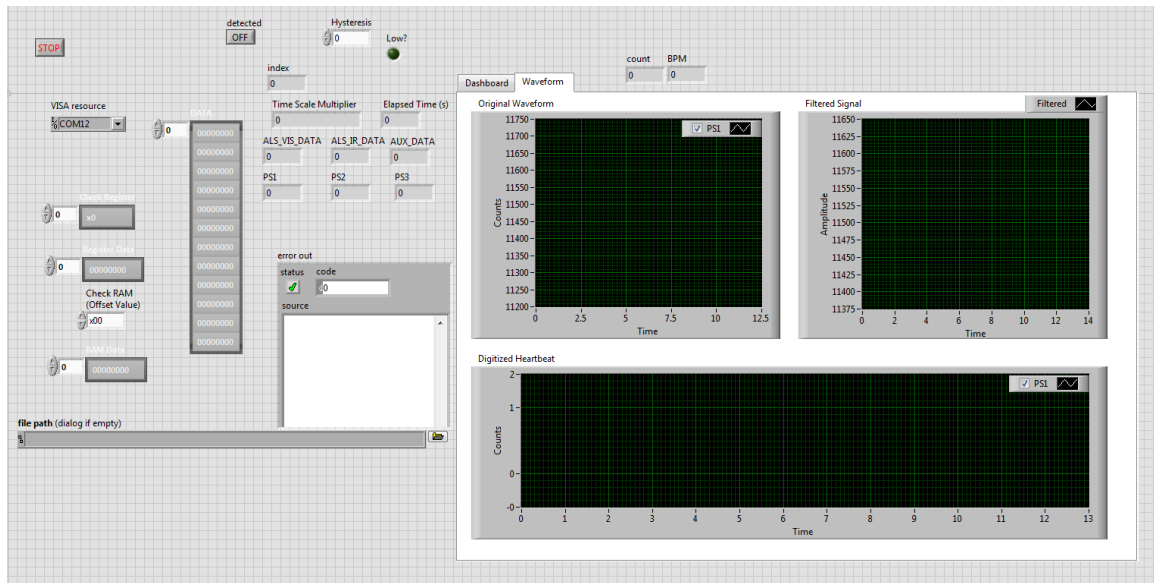 detected
OFF
Hysteresis
0
Low?
STOP
index
0
count BPM
0 0
Dashboard Waveform
VISA resource
COM12
DATA
0
00000000
00000000
00000000
00000000
00000000
00000000
00000000
00000000
00000000
00000000
00000000
00000000
Time Scale Multiplier Elapsed Time (s)
0 0
ALS_VIS_DATA ALS_IR_DATA AUX_DATA
0 0 0
PS1 PS2 PS3
0 0 0
Check Register
0 x0
Register Data
0 00000000
Check RAM
(Offset Value)
x00
RAM Data
0 00000000
error out
status code
0
source
file path (dialog if empty)
Original Waveform
PS1
11750
11700
11650
11600
11550
11500
11450
11400
11350
11300
11250
11200
Counts
0 2.5 5 7.5 10 12.5
Time
Filtered Signal
Filtered
11650
11625
11600
11575
11550
11525
11500
11475
11450
11425
11400
11375
Amplitude
0 2 4 6 8 10 12 14
Time
Digitized Heartbeat
PS1
2
1
0
-0
Counts
0 1 2 3 4 5 6 7 8 9 10 11 12 13
Time